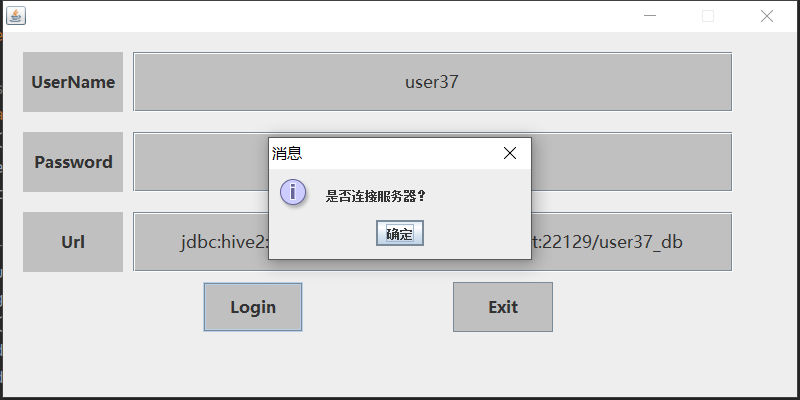 UserName
user37
Password
消息
是否连接服务器?
确定
Url
jdbc:hive2:
t:22129/user37_db
Login
Exit